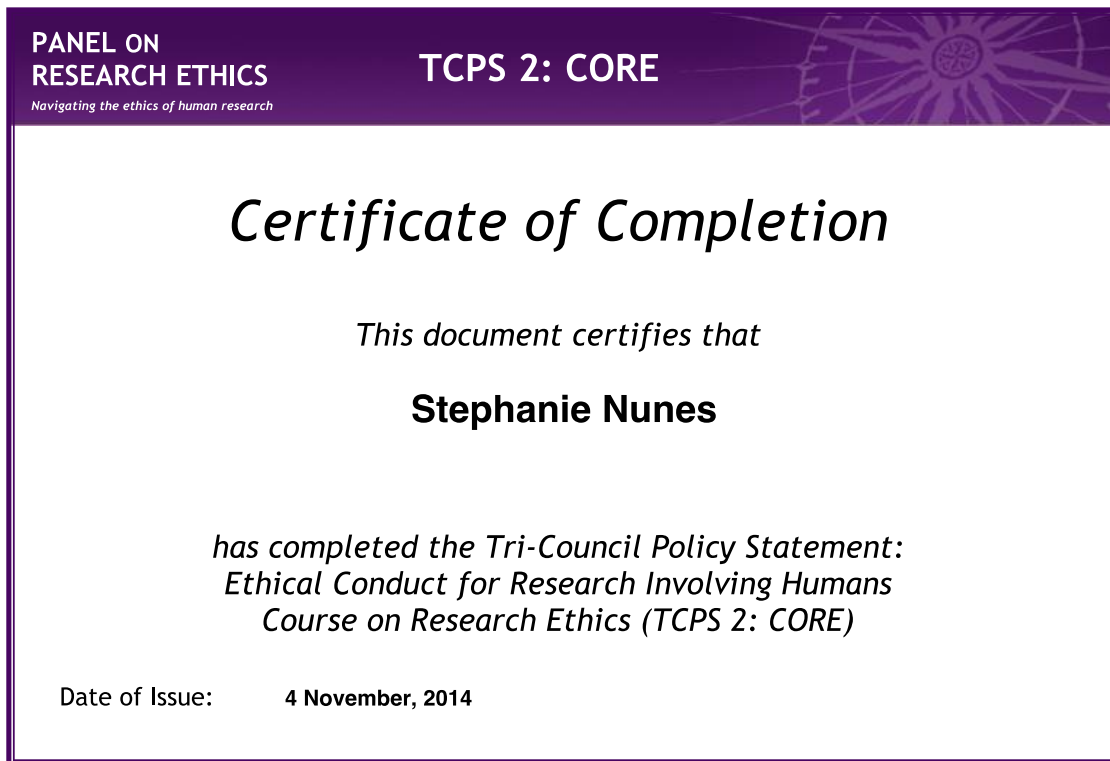 PANEL ON
RESEARCH ETHICS
Navigating the ethics of human research
TCPS 2: CORE
Certificate of Completion
This document certifies that
Stephanie Nunes
has completed the Tri-Council Policy Statement:
Ethical Conduct for Research Involving Humans
Course on Research Ethics (TCPS 2: CORE)
Date of Issue: 4 November, 2014